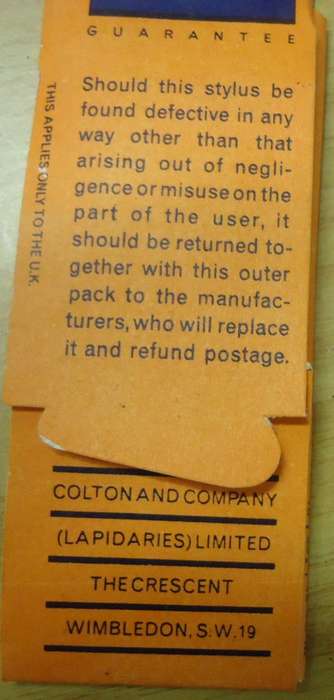 GUARANTEE
Should this stylus be
found defective in any
way other than that
arising out of negli-
gence or misuse on the
part of the user, it
should be returned to-
gether with this outer
pack to the manufac-
turers, who will replace
it and refund postage.
THIS APPLIES ONLY TO THE U.K.
COLTON AND COMPANY
(LAPIDARIES) LIMITED
THE CRESCENT
WIMBLEDON, S.W.19